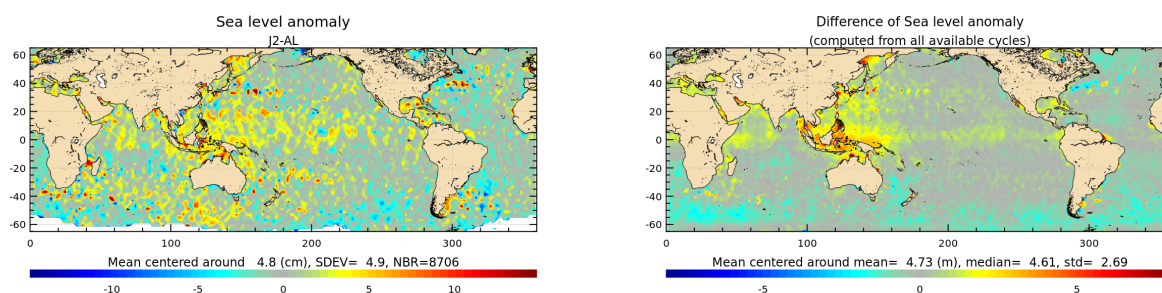 Sea level anomaly
J2-AL
60
40
20
0
-20
-40
-60
0 100 200 300
Mean centered around 4.8 (cm), SDEV= 4.9, NBR=8706
-10 -5 0 5 10
Difference of Sea level anomaly
(computed from all available cycles)
60
40
20
0
-20
-40
-60
0 100 200 300
Mean centered around mean= 4.73 (m), median= 4.61, std= 2.69
-5 0 5